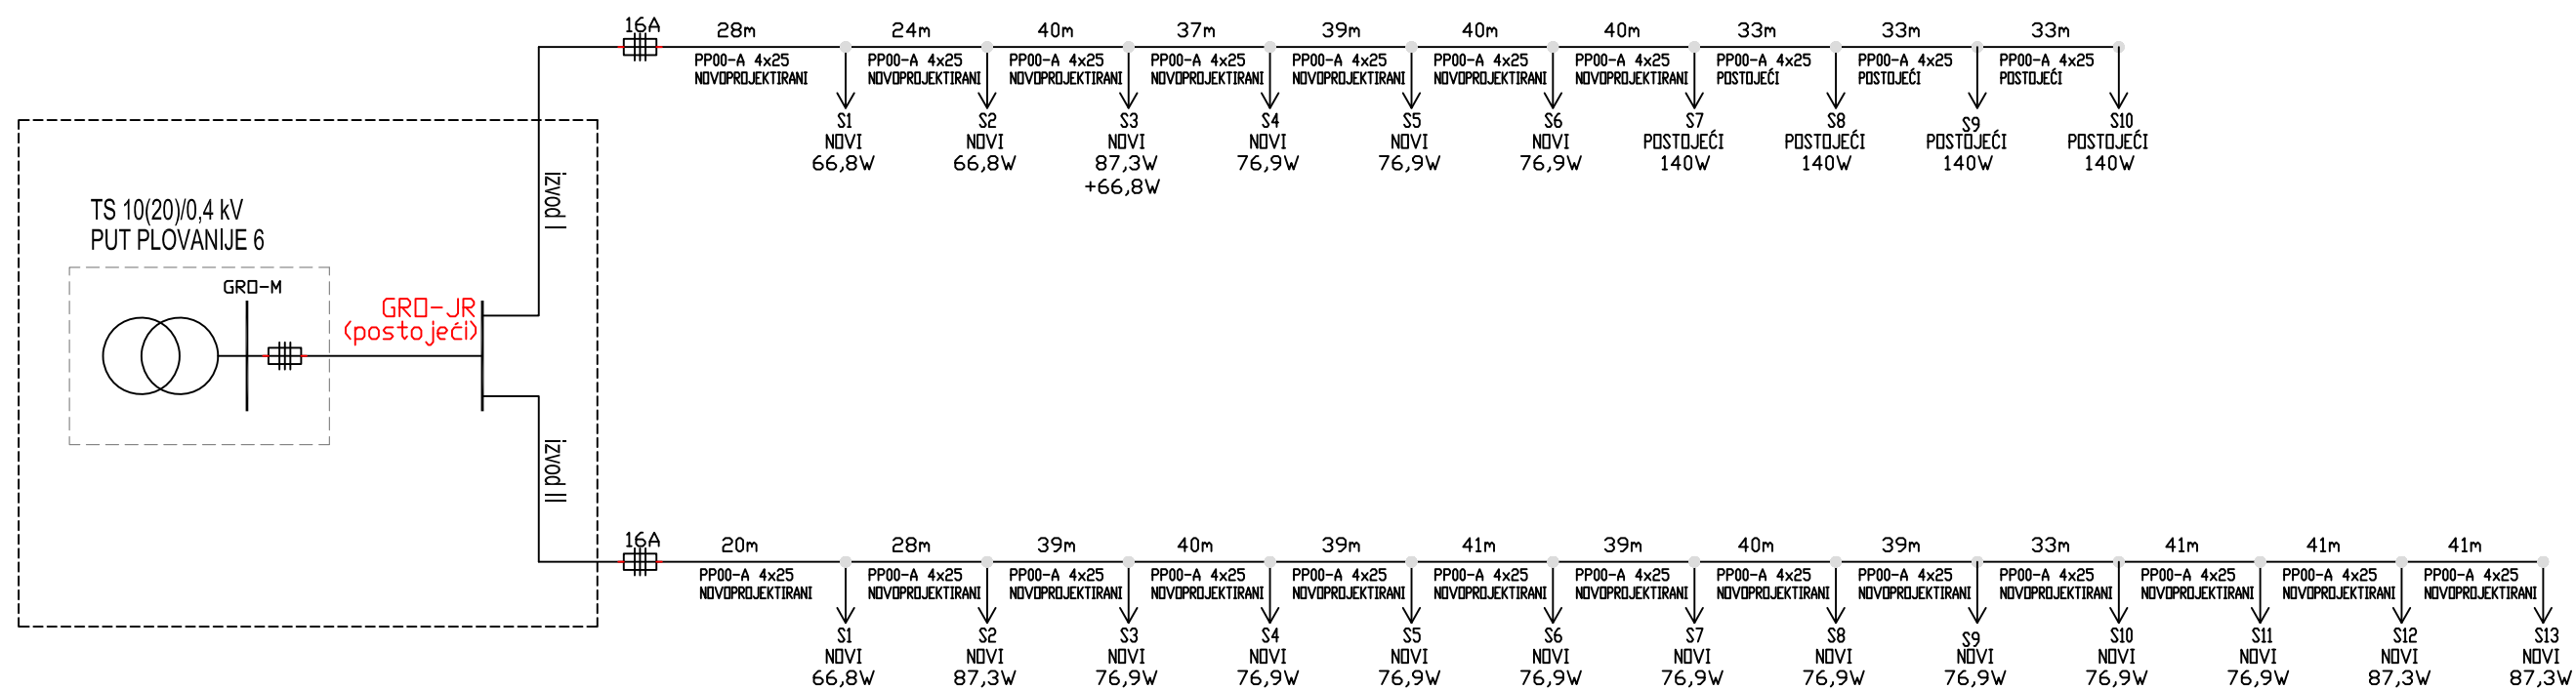 16A
28m 24m 40m 37m 39m 40m 40m 33m 33m 33m
PP00-A 4x25 PP00-A 4x25 PP00-A 4x25 PP00-A 4x25 PP00-A 4x25 PP00-A 4x25 PP00-A 4x25 PP00-A 4x25 PP00-A 4x25 PP00-A 4x25
NOVOPROJEKTIRANI NOVOPROJEKTIRANI NOVOPROJEKTIRANI NOVOPROJEKTIRANI NOVOPROJEKTIRANI NOVOPROJEKTIRANI NOVOPROJEKTIRANI POSTOJEĆI POSTOJEĆI POSTOJEĆI
S1 S2 S3 S4 S5 S6 S7 S8 S9 S10
NOVI NOVI NOVI NOVI NOVI NOVI POSTOJEĆI POSTOJEĆI POSTOJEĆI POSTOJEĆI
66,8W 66,8W 87,3W 76,9W 76,9W 76,9W 140W 140W 140W 140W
+66,8W
izvod I
TS 10(20)/0,4 kV
PUT PLOVANIJE 6
GRO-M
GRO-JR
(postojeći)
izvod II
16A
20m 28m 39m 40m 39m 41m 39m 40m 39m 33m 41m 41m 41m
PP00-A 4x25 PP00-A 4x25 PP00-A 4x25 PP00-A 4x25 PP00-A 4x25 PP00-A 4x25 PP00-A 4x25 PP00-A 4x25 PP00-A 4x25 PP00-A 4x25 PP00-A 4x25 PP00-A 4x25 PP00-A 4x25
NOVOPROJEKTIRANI NOVOPROJEKTIRANI NOVOPROJEKTIRANI NOVOPROJEKTIRANI NOVOPROJEKTIRANI NOVOPROJEKTIRANI NOVOPROJEKTIRANI NOVOPROJEKTIRANI NOVOPROJEKTIRANI NOVOPROJEKTIRANI NOVOPROJEKTIRANI NOVOPROJEKTIRANI NOVOPROJEKTIRANI
S1 S2 S3 S4 S5 S6 S7 S8 S9 S10 S11 S12 S13
NOVI NOVI NOVI NOVI NOVI NOVI NOVI NOVI NOVI NOVI NOVI NOVI NOVI
66,8W 87,3W 76,9W 76,9W 76,9W 76,9W 76,9W 76,9W 76,9W 76,9W 76,9W 87,3W 87,3W